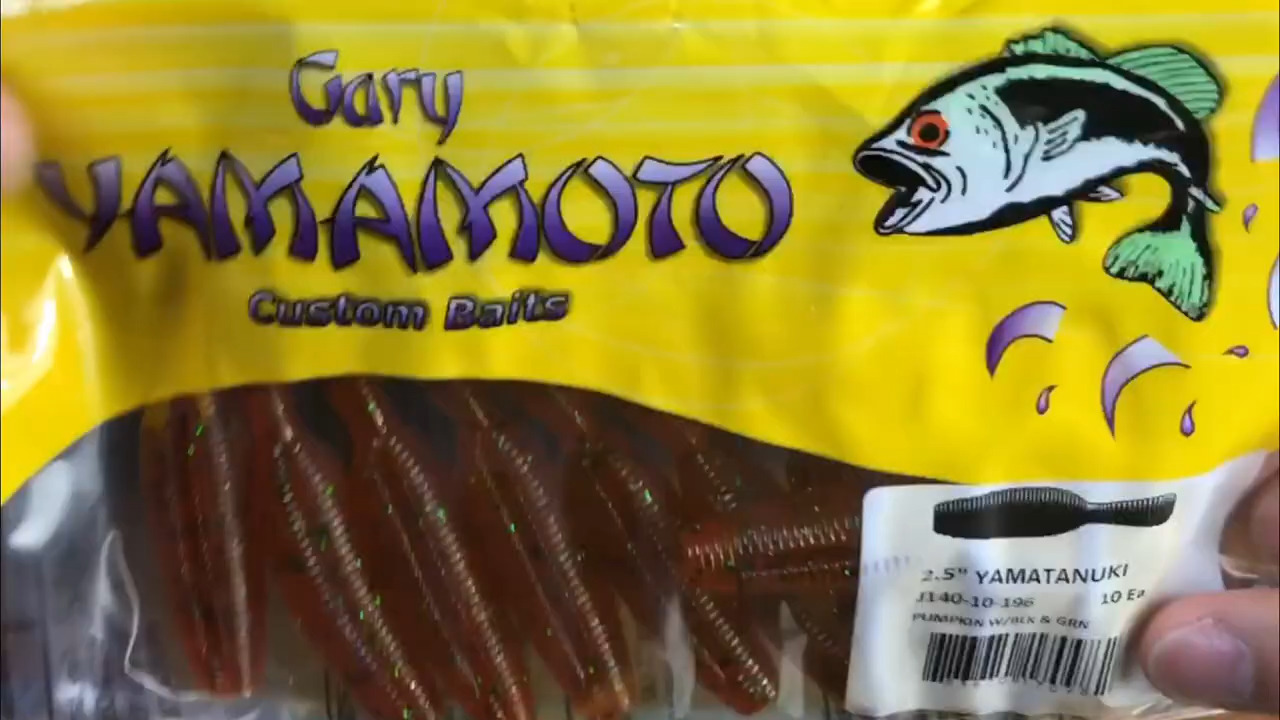 Gary
YAMAMOTO
Custom Baits
2.5" YAMATANUKI
J140-10-196 10 Ea
PUMPKIN W/BLK & GRN